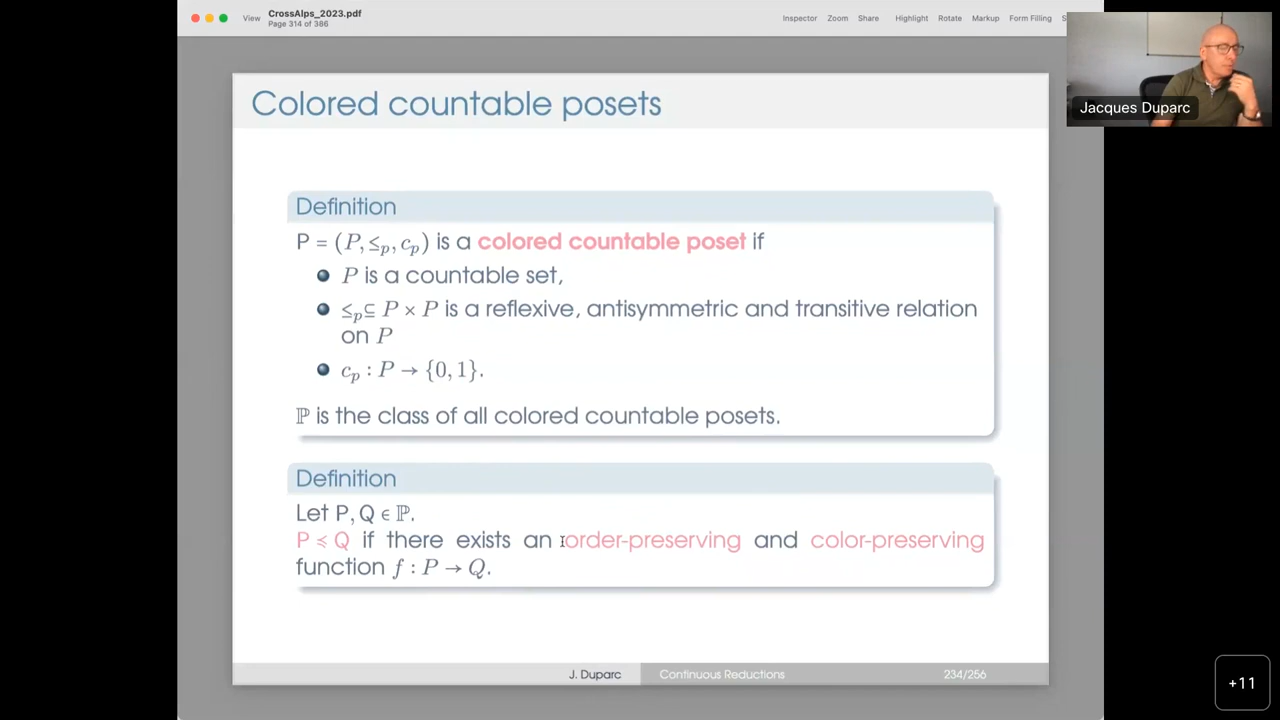 View
CrossAlps_2023.pdf
Page 314 of 386
Inspector Zoom Share Highlight Rotate Markup Form Filling
Jacques Duparc
Colored countable posets
Definition
P = (P, ≤ₚ, cₚ) is a colored countable poset if
P is a countable set,
≤ₚ⊆ P × P is a reflexive, antisymmetric and transitive relation
on P
cₚ : P → {0, 1}.
ℙ is the class of all colored countable posets.
Definition
Let P, Q ∈ ℙ.
P ≼ Q if there exists an order-preserving and color-preserving
function f : P → Q.
J. Duparc Continuous Reductions 234/256
+11